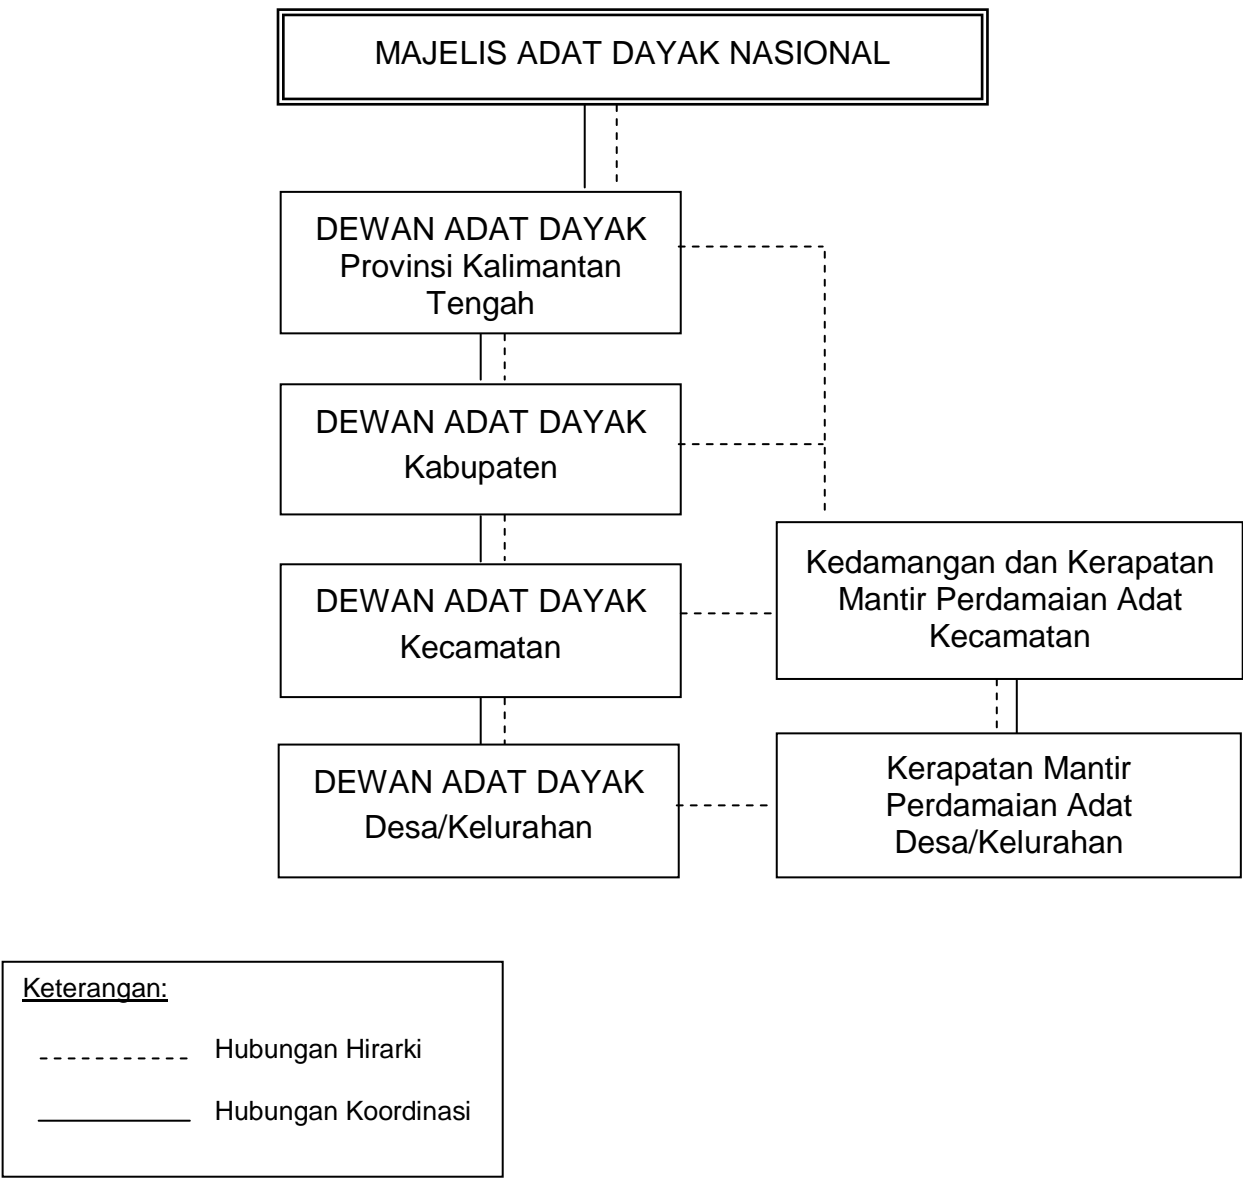 MAJELIS ADAT DAYAK NASIONAL
DEWAN ADAT DAYAK
Provinsi Kalimantan
Tengah
DEWAN ADAT DAYAK
Kabupaten
DEWAN ADAT DAYAK
Kecamatan
Kedamangan dan Kerapatan
Mantir Perdamaian Adat
Kecamatan
DEWAN ADAT DAYAK
Desa/Kelurahan
Kerapatan Mantir
Perdamaian Adat
Desa/Kelurahan
Keterangan:
Hubungan Hirarki
Hubungan Koordinasi